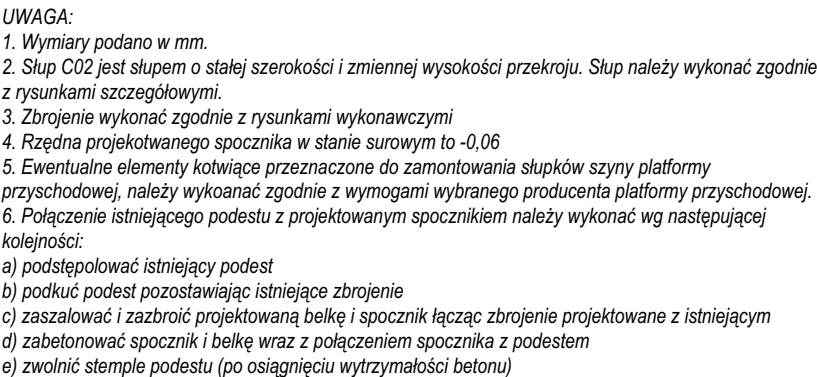 UWAGA:
1. Wymiary podano w mm.
2. Słup C02 jest słupem o stałej szerokości i zmiennej wysokości przekroju. Słup należy wykonać zgodnie
z rysunkami szczegółowymi.
3. Zbrojenie wykonać zgodnie z rysunkami wykonawczymi
4. Rzędna projekotwanego spocznika w stanie surowym to -0,06
5. Ewentualne elementy kotwiące przeznaczone do zamontowania słupków szyny platformy
przyschodowej, należy wykoanać zgodnie z wymogami wybranego producenta platformy przyschodowej.
6. Połączenie istniejącego podestu z projektowanym spocznikiem należy wykonać wg następującej
kolejności:
a) podstępolować istniejący podest
b) podkuć podest pozostawiając istniejące zbrojenie
c) zaszalować i zazbroić projektowaną belkę i spocznik łącząc zbrojenie projektowane z istniejącym
d) zabetonować spocznik i belkę wraz z połączeniem spocznika z podestem
e) zwolnić stemple podestu (po osiągnięciu wytrzymałości betonu)